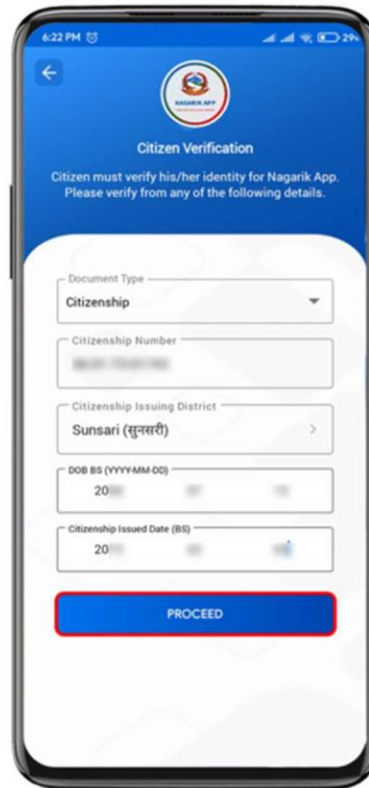 6:22 PM
29
NAGARIK APP
Citizen Verification
Citizen must verify his/her identity for Nagarik App.
Please verify from any of the following details.
Document Type
Citizenship
Citizenship Number
Citizenship Issuing District
Sunsari (सुनसरी)
DOB BS (YYYY-MM-DD)
20
Citizenship Issued Date (BS)
20
PROCEED